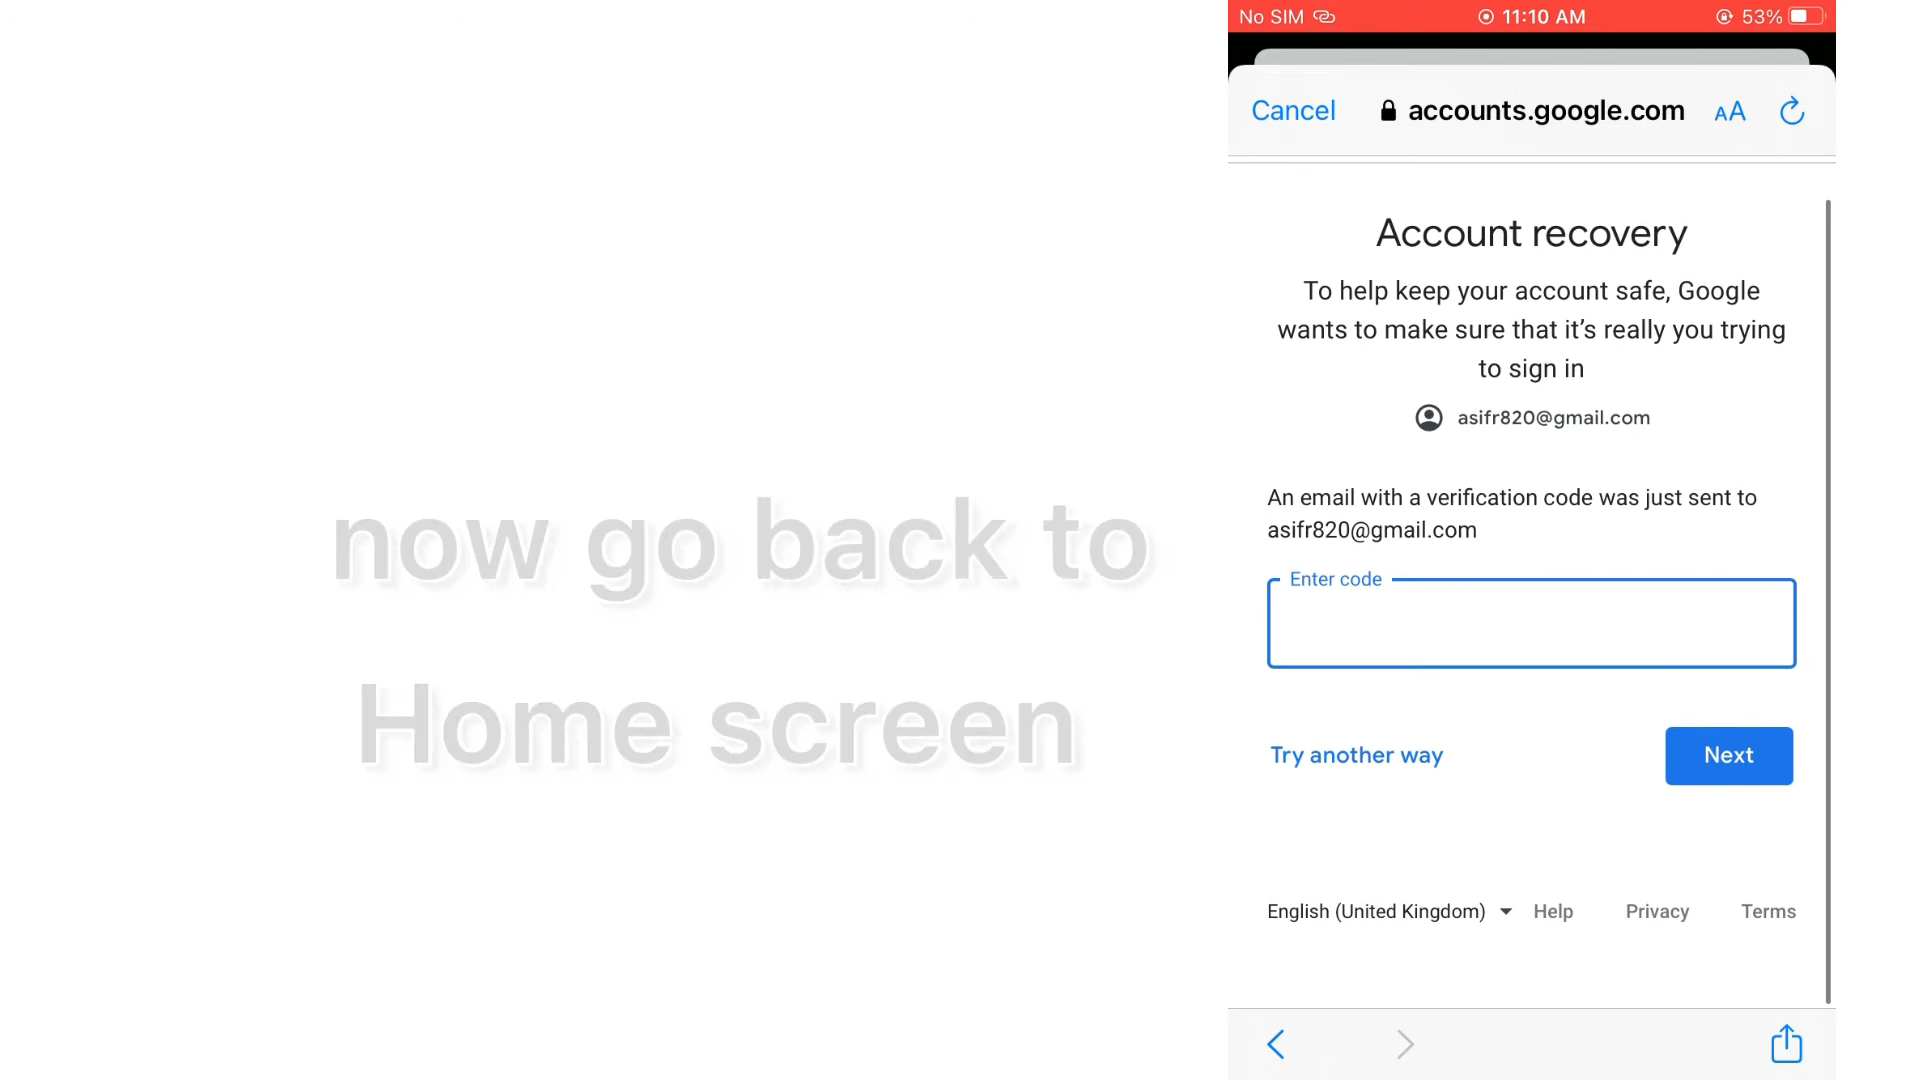 now go back to
Home screen
No SIM 11:10 AM 53%
Cancel accounts.google.com AA
Account recovery
To help keep your account safe, Google
wants to make sure that it’s really you trying
to sign in
asifr820@gmail.com
An email with a verification code was just sent to
asifr820@gmail.com
Enter code
Try another way Next
English (United Kingdom) Help Privacy Terms